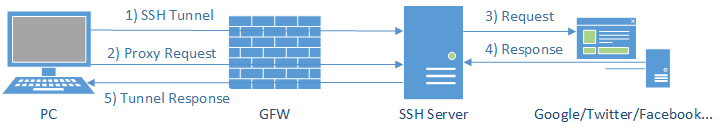 1) SSH Tunnel
2) Proxy Request
5) Tunnel Response
3) Request
4) Response
PC
GFW
SSH Server
Google/Twitter/Facebook...